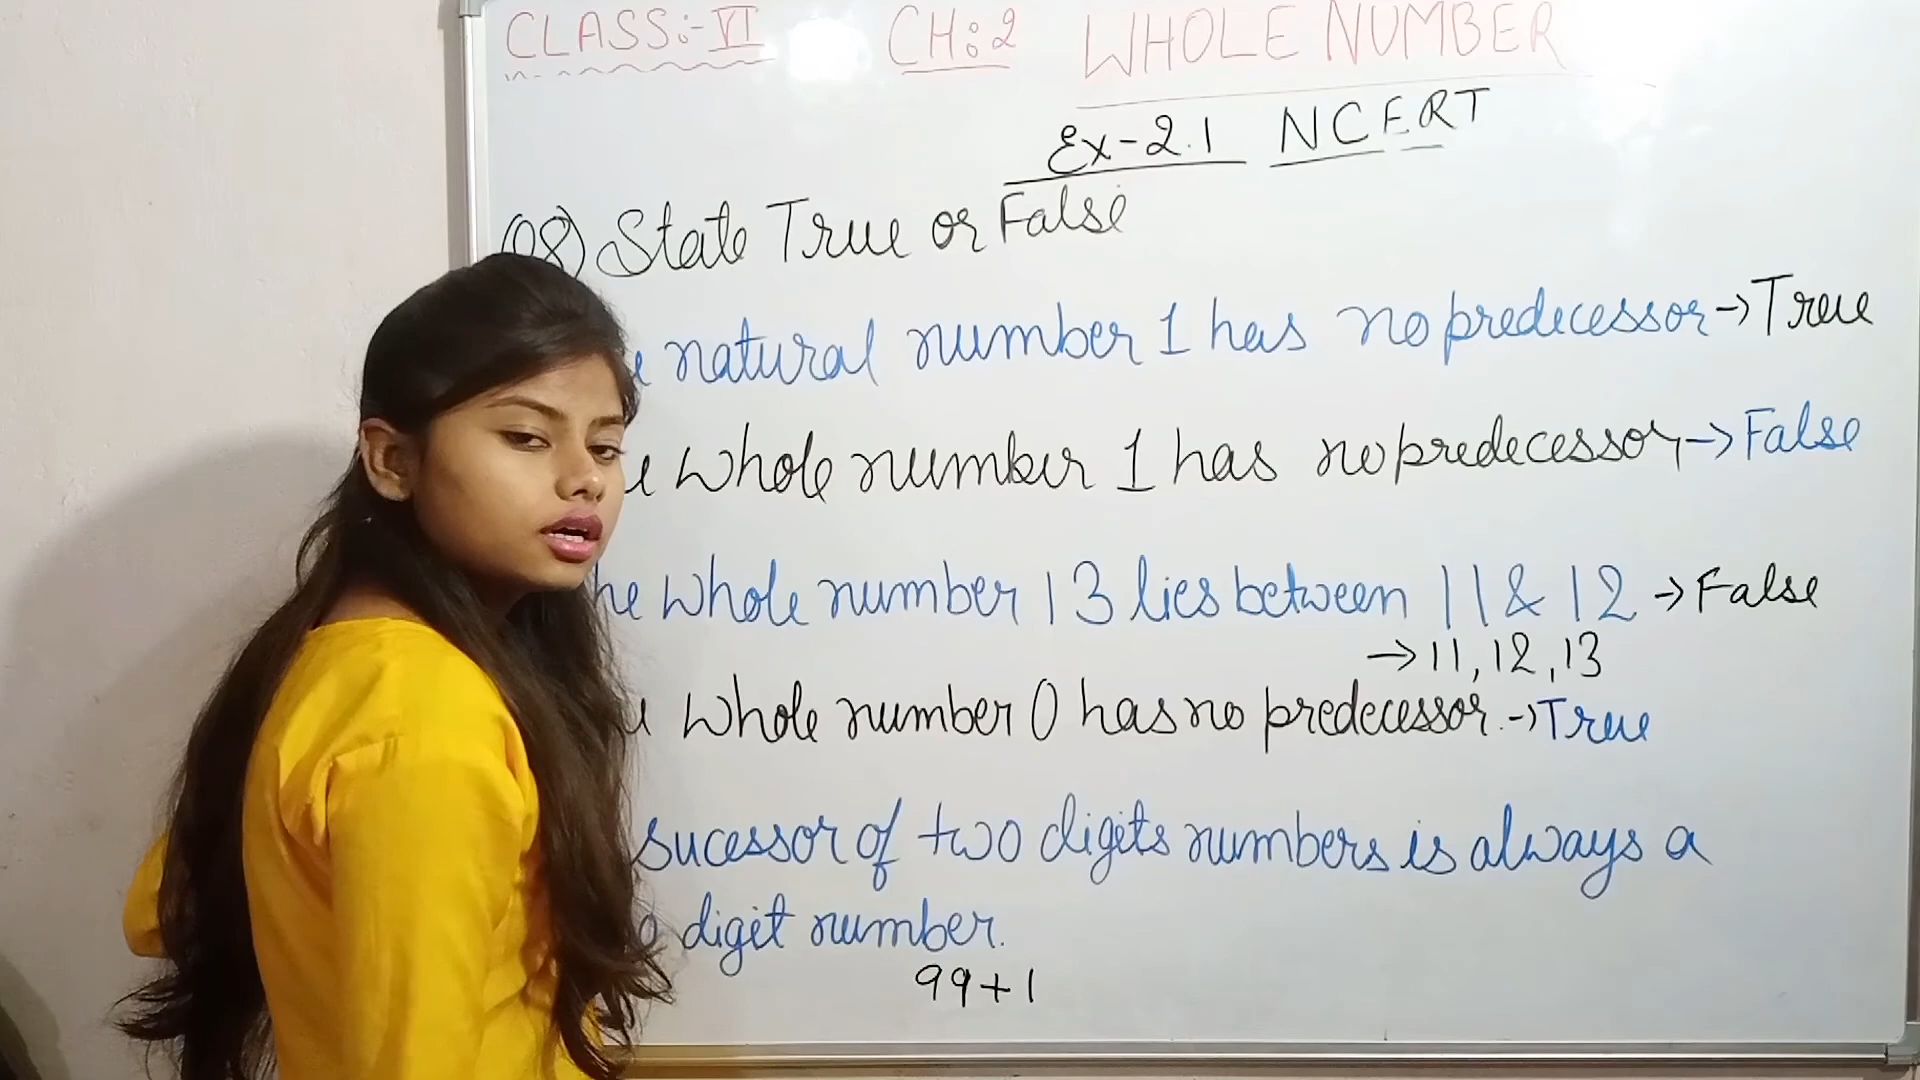 CLASS:-VI CH:2 WHOLE NUMBER
Ex-2.1 NCERT
Q8) State True or False
natural number 1 has no predecessor → True
whole number 1 has no predecessor → False
he whole number 13 lies between 11 & 12 → False
→ 11, 12, 13
whole number 0 has no predecessor. → True
sucessor of two digits numbers is always a
digit number.
99+1